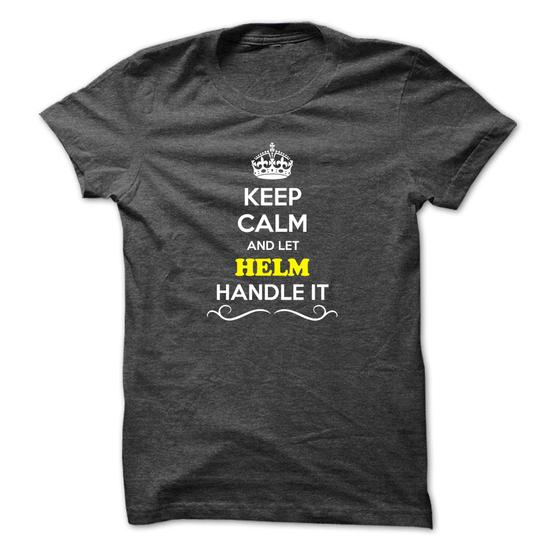 KEEP
CALM
AND LET
HELM
HANDLE IT